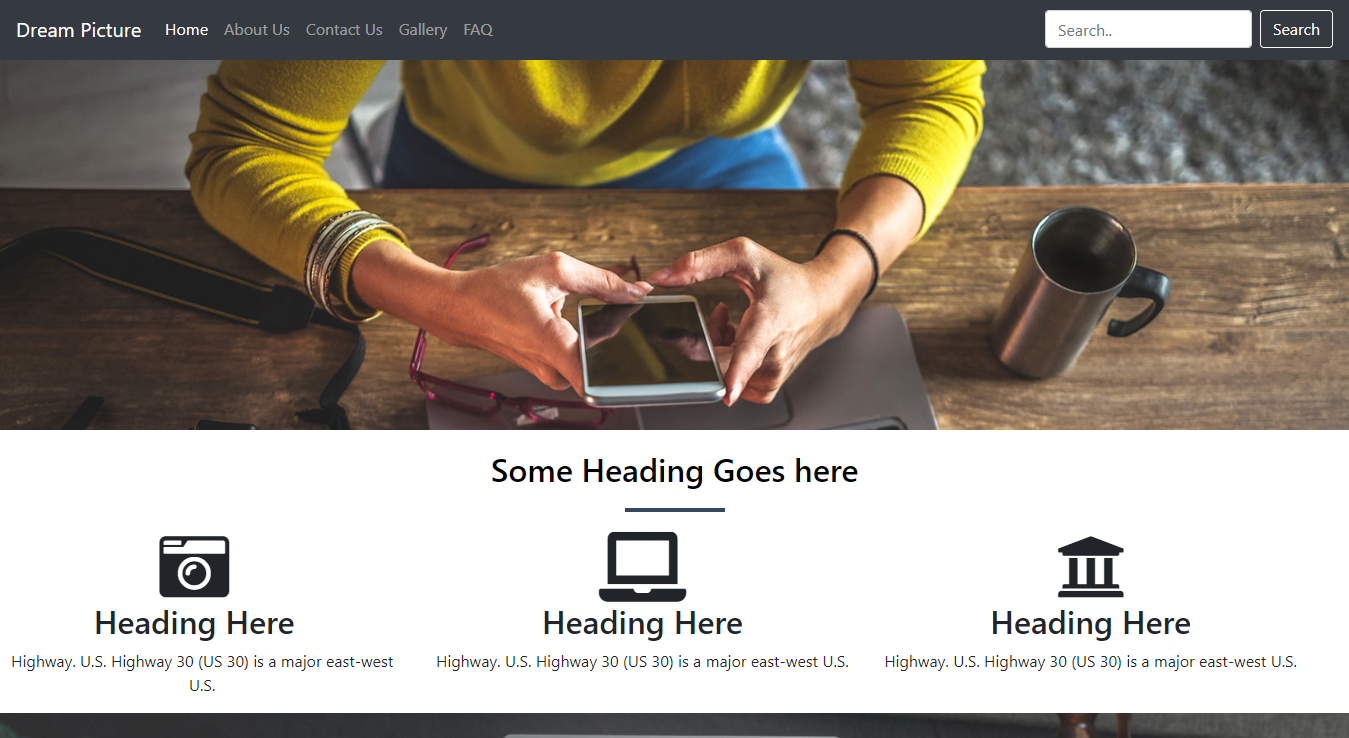 Dream Picture Home About Us Contact Us Gallery FAQ Search.. Search
Some Heading Goes here
Heading Here
Highway. U.S. Highway 30 (US 30) is a major east-west
U.S.
Heading Here
Highway. U.S. Highway 30 (US 30) is a major east-west U.S.
Heading Here
Highway. U.S. Highway 30 (US 30) is a major east-west U.S.